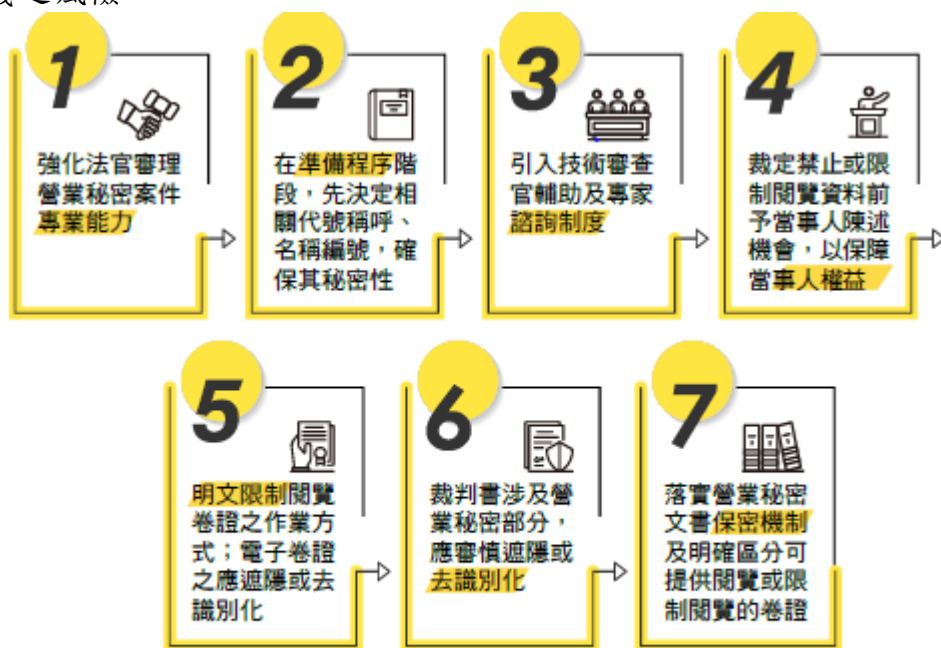 1
強化法官審理
營業秘密案件
專業能力
2
在準備程序階
段，先決定相
關代號稱呼、
名稱編號，確
保其秘密性
3
引入技術審查
官輔助及專家
諮詢制度
4
裁定禁止或限
制閱覽資料前
予當事人陳述
機會，以保障
當事人權益
5
明文限制閱覽
卷證之作業方
式；電子卷證
之應遮隱或去
識別化
6
裁判書涉及營
業秘密部分，
應審慎遮隱或
去識別化
7
落實營業秘密
文書保密機制
及明確區分可
提供閱覽或限
制閱覽的卷證